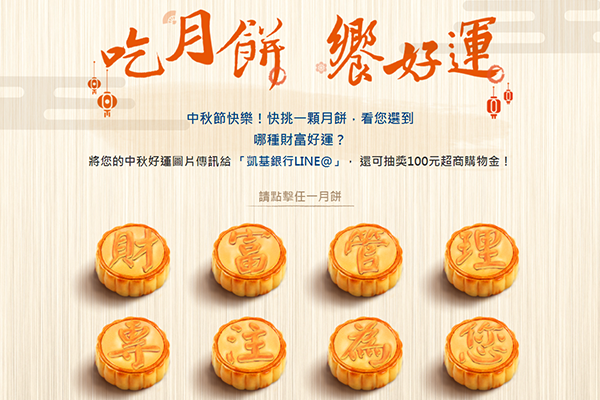 吃月餅 饗好運
中秋節快樂！快挑一顆月餅，看您選到
哪種財富好運？
將您的中秋好運圖片傳訊給「凱基銀行LINE@」，還可抽獎100元超商購物金！
請點擊任一月餅
財 富 管 理
專 注 為 您